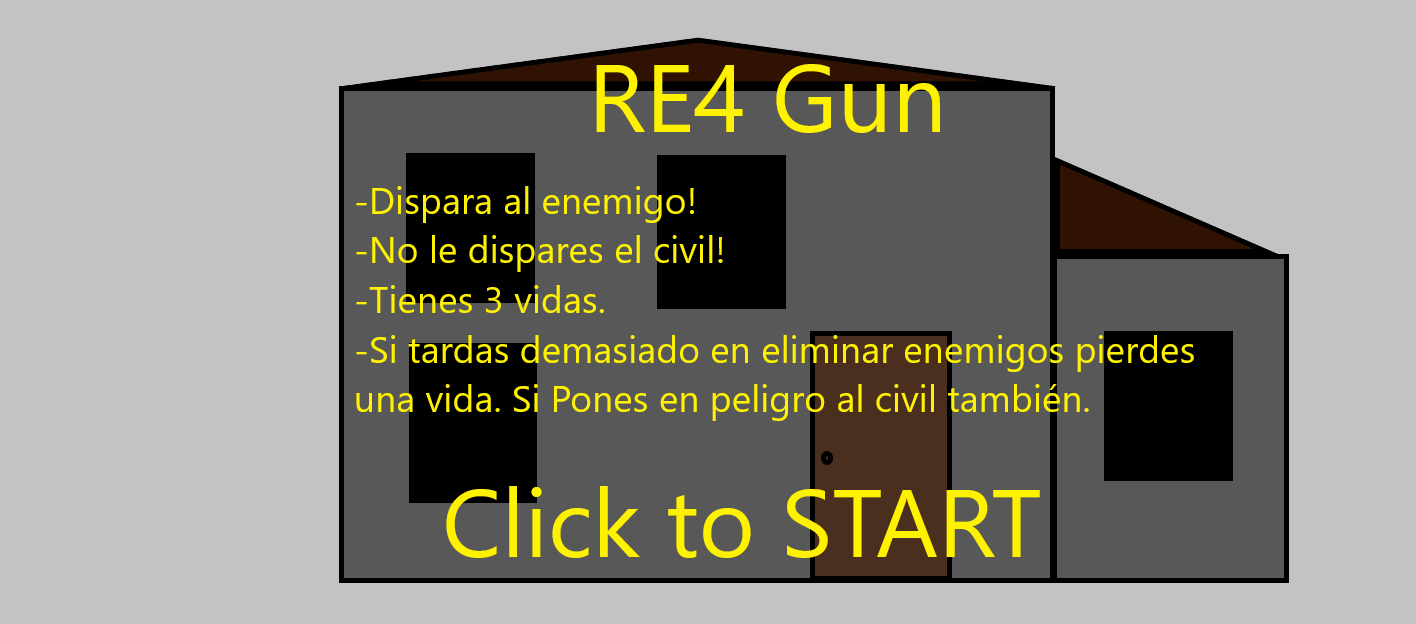 RE4 Gun
-Dispara al enemigo!
-No le dispares el civil!
-Tienes 3 vidas.
-Si tardas demasiado en eliminar enemigos pierdes
una vida. Si Pones en peligro al civil también.
Click to START